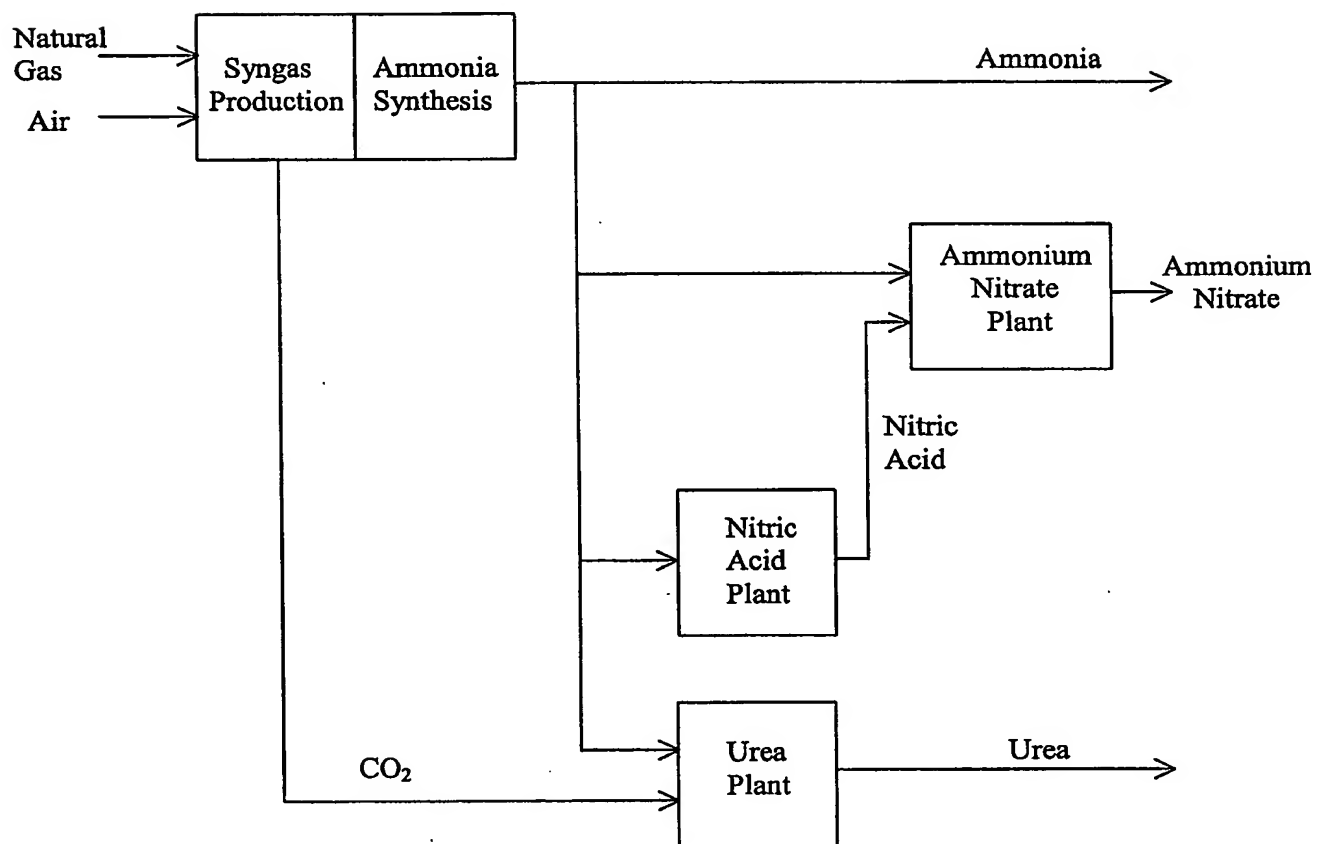 Natural
Gas
Air
Syngas
Production
Ammonia
Synthesis
Ammonia
Ammonium
Nitrate
Plant
Ammonium
Nitrate
Nitric
Acid
Nitric
Acid
Plant
Urea
Plant
Urea
CO₂